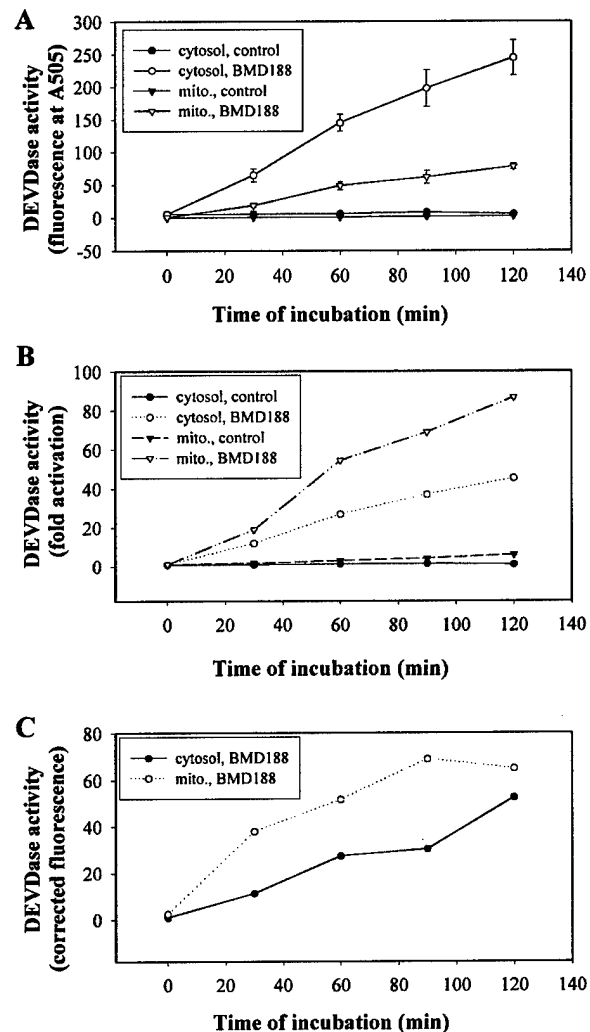 A
DEVDase activity
(fluorescence at A505)
300
250
200
150
100
50
0
-50
cytosol, control
cytosol, BMD188
mito., control
mito., BMD188
0 20 40 60 80 100 120 140
Time of incubation (min)
B
DEVDase activity
(fold activation)
100
80
60
40
20
0
cytosol, control
cytosol, BMD188
mito., control
mito., BMD188
0 20 40 60 80 100 120 140
Time of incubation (min)
C
DEVDase activity
(corrected fluorescence)
80
60
40
20
0
cytosol, BMD188
mito., BMD188
0 20 40 60 80 100 120 140
Time of incubation (min)